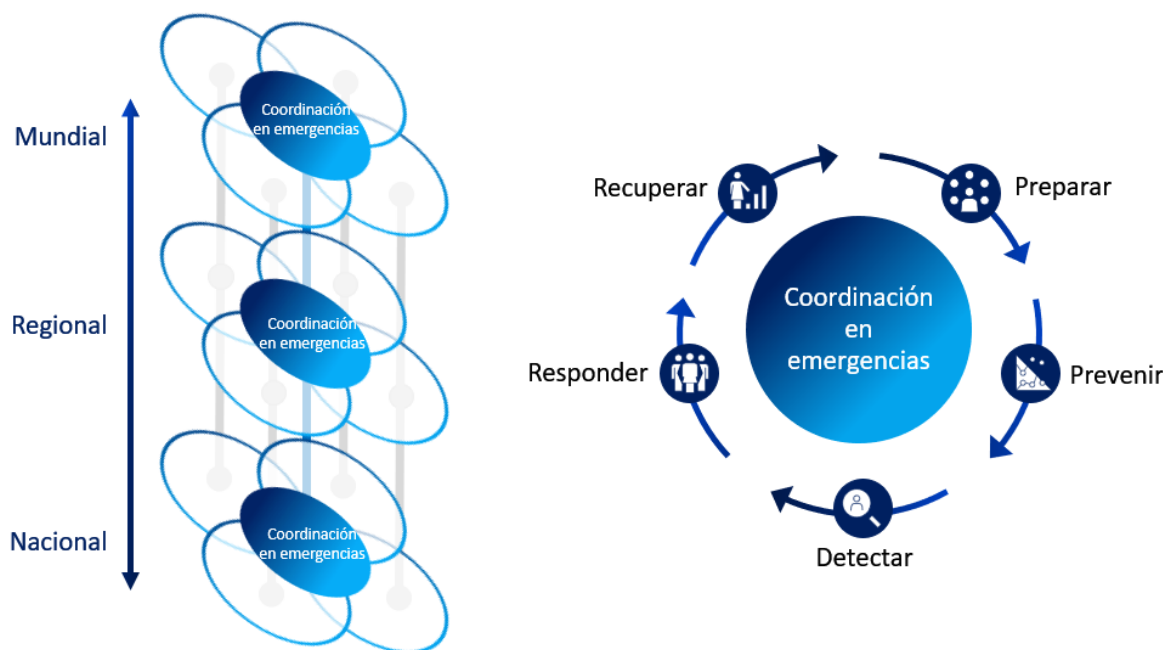 Mundial
Coordinación
en emergencias
Regional
Coordinación
en emergencias
Nacional
Coordinación
en emergencias
Recuperar
Preparar
Coordinación
en
emergencias
Responder
Prevenir
Detectar